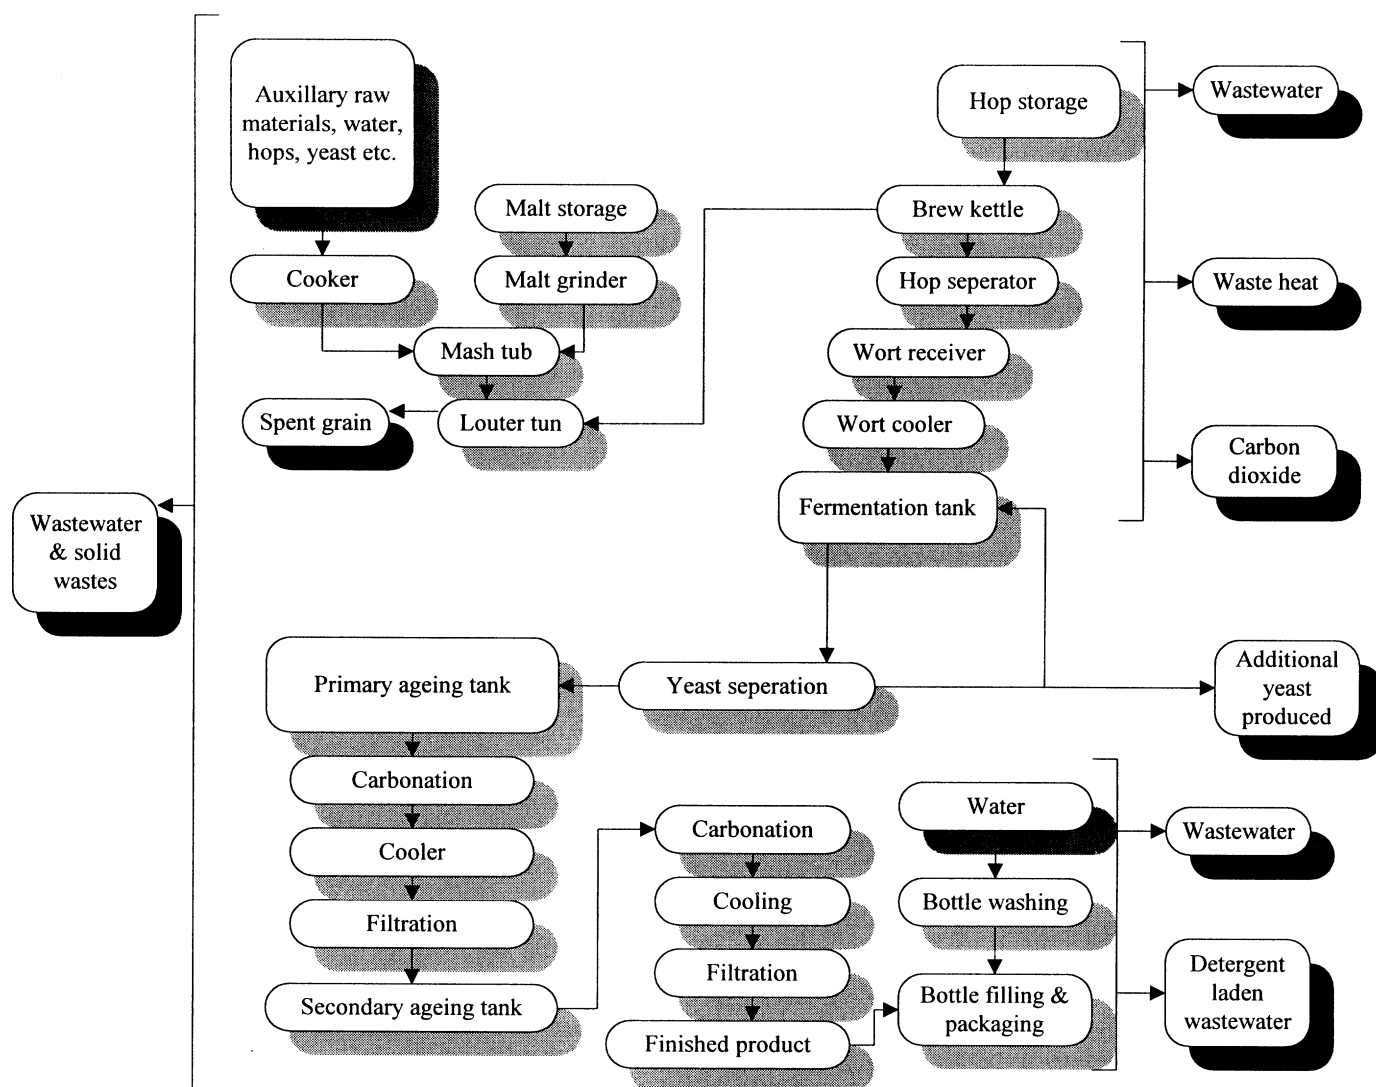 Auxillary raw
materials, water,
hops, yeast etc.
Hop storage
Wastewater
Malt storage
Brew kettle
Cooker
Malt grinder
Hop seperator
Waste heat
Mash tub
Wort receiver
Spent grain
Louter tun
Wort cooler
Carbon
dioxide
Fermentation tank
Wastewater
& solid
wastes
Primary ageing tank
Yeast seperation
Additional
yeast
produced
Carbonation
Cooler
Filtration
Secondary ageing tank
Carbonation
Cooling
Filtration
Finished product
Water
Bottle washing
Bottle filling &
packaging
Wastewater
Detergent
laden
wastewater